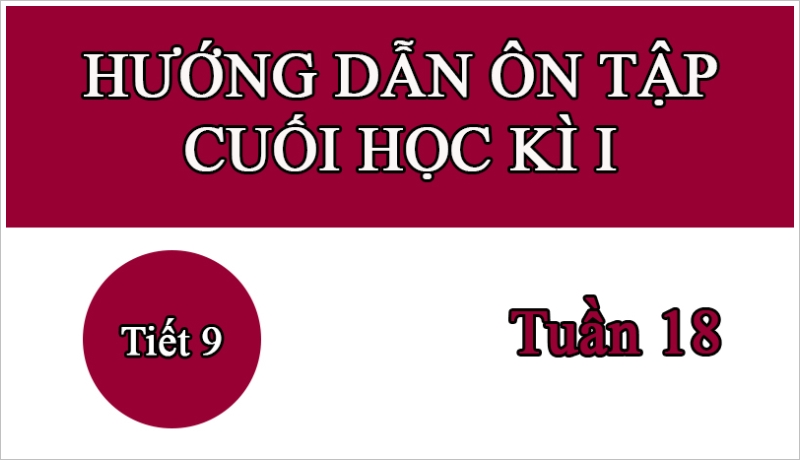 HƯỚNG DẪN ÔN TẬP
CUỐI HỌC KÌ I
Tiết 9
Tuần 18